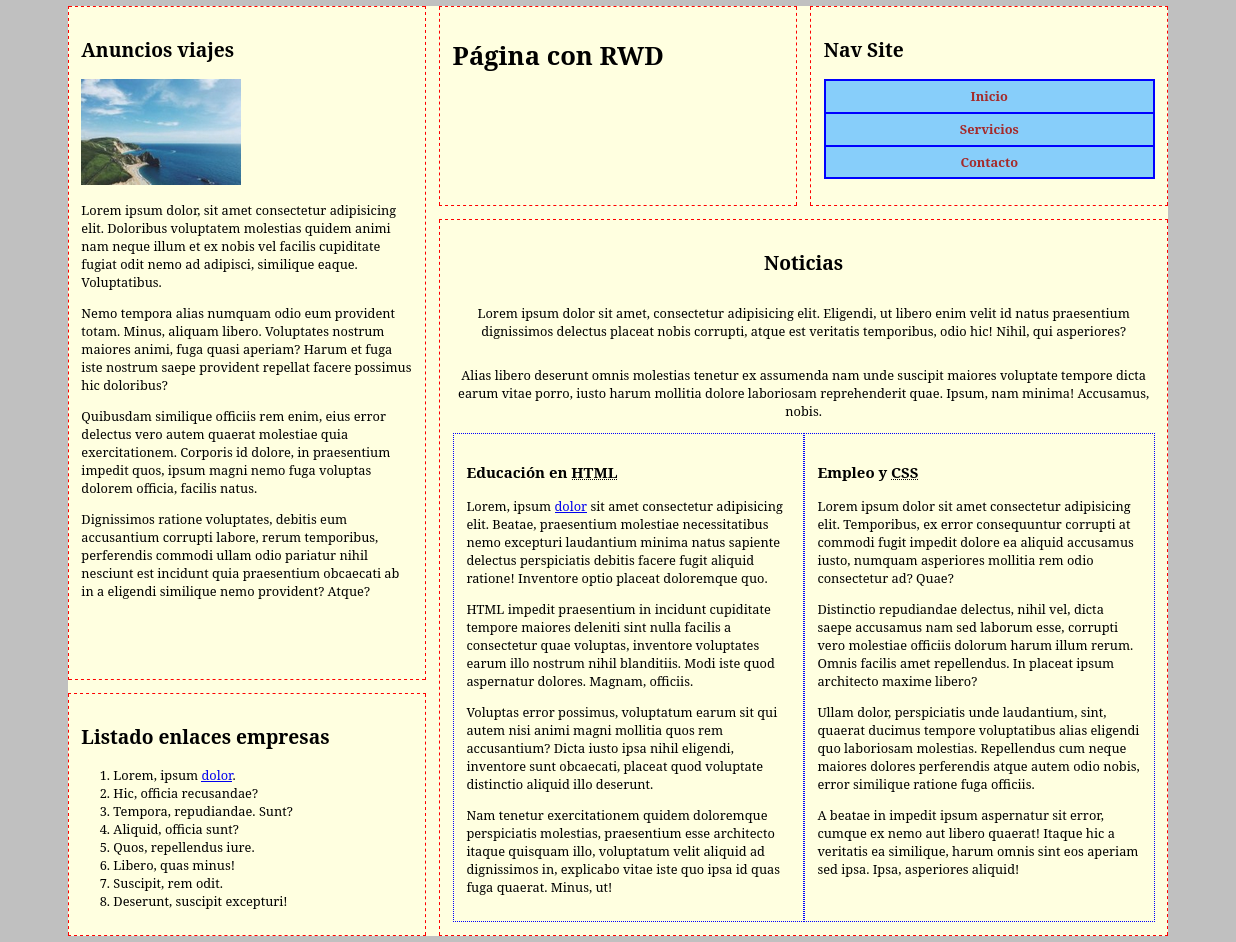 Anuncios viajes
Lorem ipsum dolor, sit amet consectetur adipisicing
elit. Doloribus voluptatem molestias quidem animi
nam neque illum et ex nobis vel facilis cupiditate
fugiat odit nemo ad adipisci, similique eaque.
Voluptatibus.
Nemo tempora alias numquam odio eum provident
totam. Minus, aliquam libero. Voluptates nostrum
maiores animi, fuga quasi aperiam? Harum et fuga
iste nostrum saepe provident repellat facere possimus
hic doloribus?
Quibusdam similique officiis rem enim, eius error
delectus vero autem quaerat molestiae quia
exercitationem. Corporis id dolore, in praesentium
impedit quos, ipsum magni nemo fuga voluptas
dolorem officia, facilis natus.
Dignissimos ratione voluptates, debitis eum
accusantium corrupti labore, rerum temporibus,
perferendis commodi ullam odio pariatur nihil
nesciunt est incidunt quia praesentium obcaecati ab
in a eligendi similique nemo provident? Atque?
Listado enlaces empresas
1. Lorem, ipsum dolor.
2. Hic, officia recusandae?
3. Tempora, repudiandae. Sunt?
4. Aliquid, officia sunt?
5. Quos, repellendus iure.
6. Libero, quas minus!
7. Suscipit, rem odit.
8. Deserunt, suscipit excepturi!
Página con RWD
Nav Site
Inicio
Servicios
Contacto
Noticias
Lorem ipsum dolor sit amet, consectetur adipisicing elit. Eligendi, ut libero enim velit id natus praesentium
dignissimos delectus placeat nobis corrupti, atque est veritatis temporibus, odio hic! Nihil, qui asperiores?
Alias libero deserunt omnis molestias tenetur ex assumenda nam unde suscipit maiores voluptate tempore dicta
earum vitae porro, iusto harum mollitia dolore laboriosam reprehenderit quae. Ipsum, nam minima! Accusamus,
nobis.
Educación en HTML
Lorem, ipsum dolor sit amet consectetur adipisicing
elit. Beatae, praesentium molestiae necessitatibus
nemo excepturi laudantium minima natus sapiente
delectus perspiciatis debitis facere fugit aliquid
ratione! Inventore optio placeat doloremque quo.
HTML impedit praesentium in incidunt cupiditate
tempore maiores deleniti sint nulla facilis a
consectetur quae voluptas, inventore voluptates
earum illo nostrum nihil blanditiis. Modi iste quod
aspernatur dolores. Magnam, officiis.
Voluptas error possimus, voluptatum earum sit qui
autem nisi animi magni mollitia quos rem
accusantium? Dicta iusto ipsa nihil eligendi,
inventore sunt obcaecati, placeat quod voluptate
distinctio aliquid illo deserunt.
Nam tenetur exercitationem quidem doloremque
perspiciatis molestias, praesentium esse architecto
itaque quisquam illo, voluptatum velit aliquid ad
dignissimos in, explicabo vitae iste quo ipsa id quas
fuga quaerat. Minus, ut!
Empleo y CSS
Lorem ipsum dolor sit amet consectetur adipisicing
elit. Temporibus, ex error consequuntur corrupti at
commodi fugit impedit dolore ea aliquid accusamus
iusto, numquam asperiores mollitia rem odio
consectetur ad? Quae?
Distinctio repudiandae delectus, nihil vel, dicta
saepe accusamus nam sed laborum esse, corrupti
vero molestiae officiis dolorum harum illum rerum.
Omnis facilis amet repellendus. In placeat ipsum
architecto maxime libero?
Ullam dolor, perspiciatis unde laudantium, sint,
quaerat ducimus tempore voluptatibus alias eligendi
quo laboriosam molestias. Repellendus cum neque
maiores dolores perferendis atque autem odio nobis,
error similique ratione fuga officiis.
A beatae in impedit ipsum aspernatur sit error,
cumque ex nemo aut libero quaerat! Itaque hic a
veritatis ea similique, harum omnis sint eos aperiam
sed ipsa. Ipsa, asperiores aliquid!